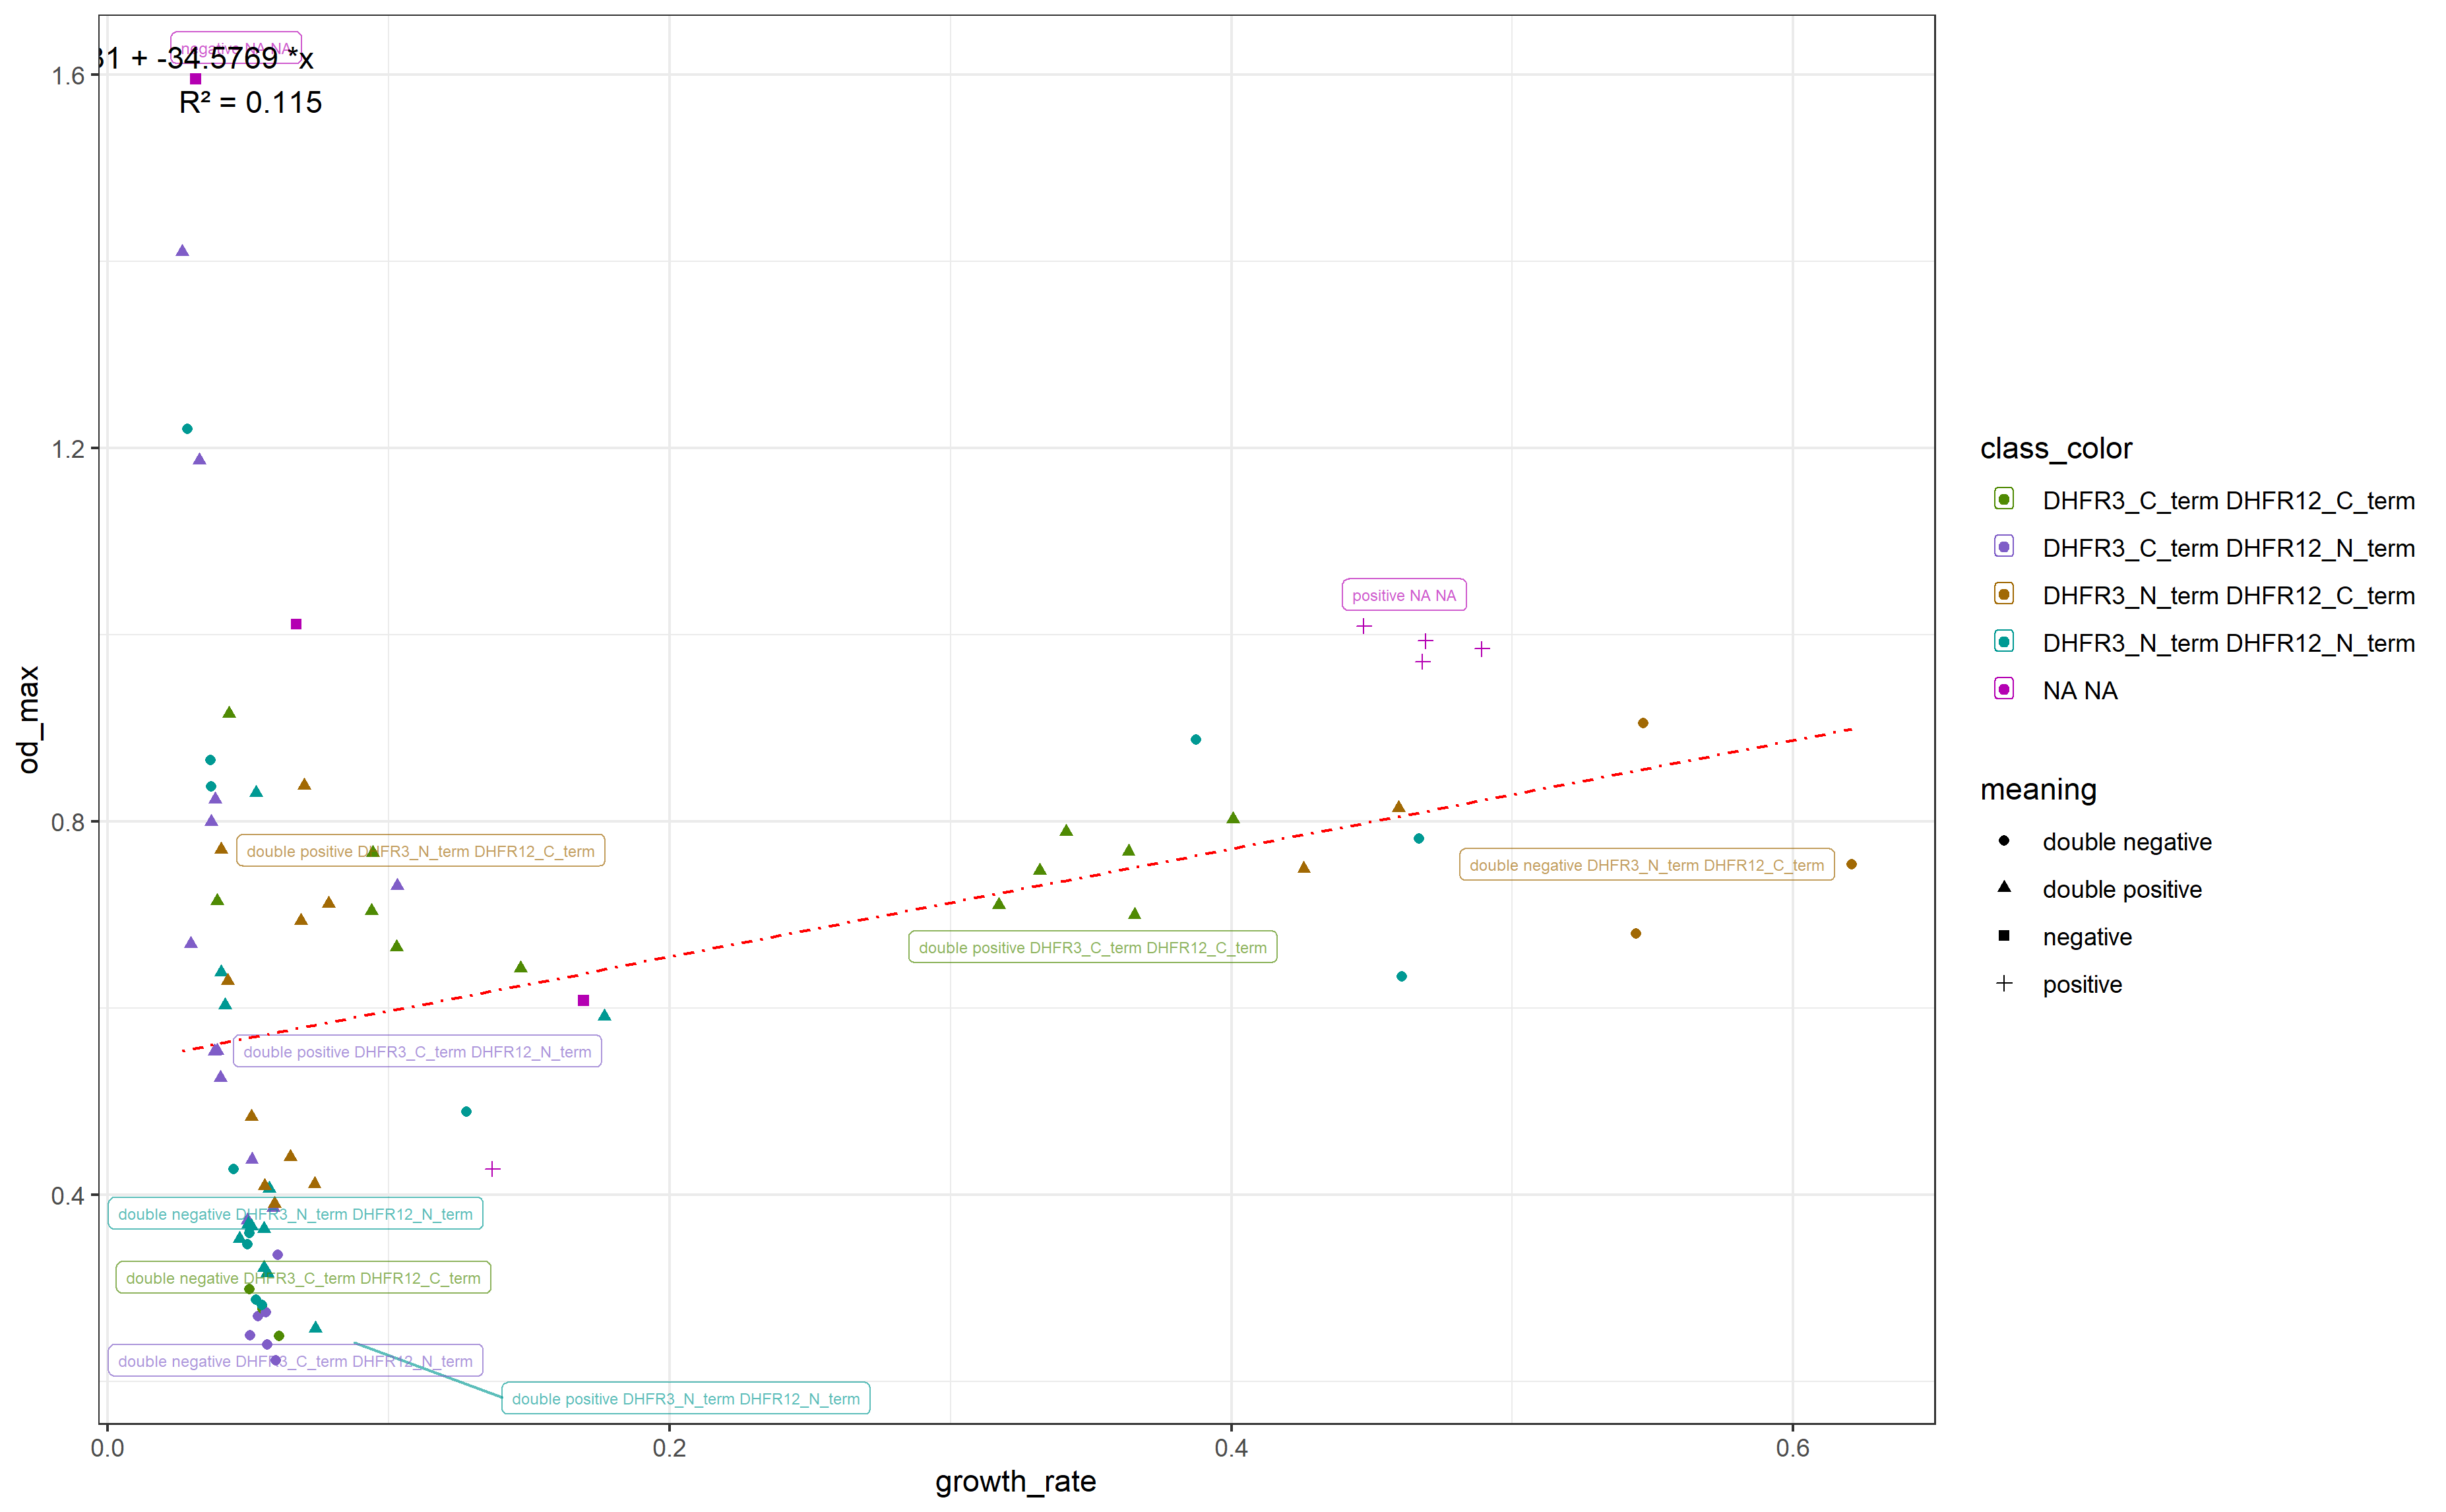 negative NA NA
31 + -34.5769 *x
R² = 0.115
1.6
1.2
0.8
0.4
od_max
positive NA NA
double positive DHFR3_N_term DHFR12_C_term
double negative DHFR3_N_term DHFR12_C_term
double positive DHFR3_C_term DHFR12_C_term
double positive DHFR3_C_term DHFR12_N_term
double negative DHFR3_N_term DHFR12_N_term
double negative DHFR3_C_term DHFR12_C_term
double negative DHFR3_C_term DHFR12_N_term
double positive DHFR3_N_term DHFR12_N_term
0.0 0.2 0.4 0.6
growth_rate
class_color
DHFR3_C_term DHFR12_C_term
DHFR3_C_term DHFR12_N_term
DHFR3_N_term DHFR12_C_term
DHFR3_N_term DHFR12_N_term
NA NA
meaning
double negative
double positive
negative
positive